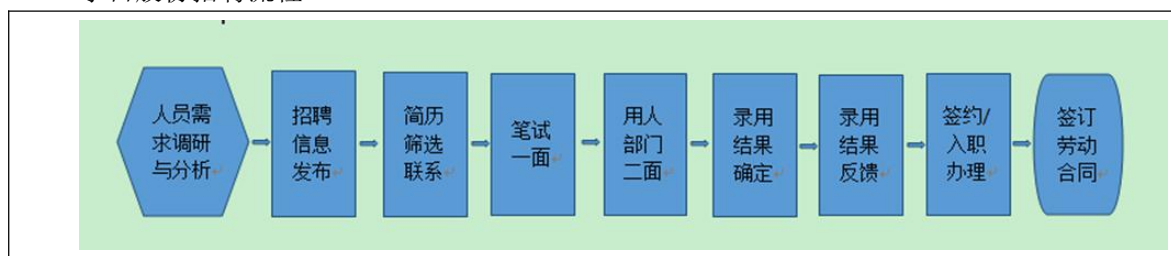 人员需
求调研
与分析
招聘
信息
发布
简历
筛选
联系
笔试
一面
用人
部门
二面
录用
结果
确定
录用
结果
反馈
签约/
入职
办理
签订
劳动
合同